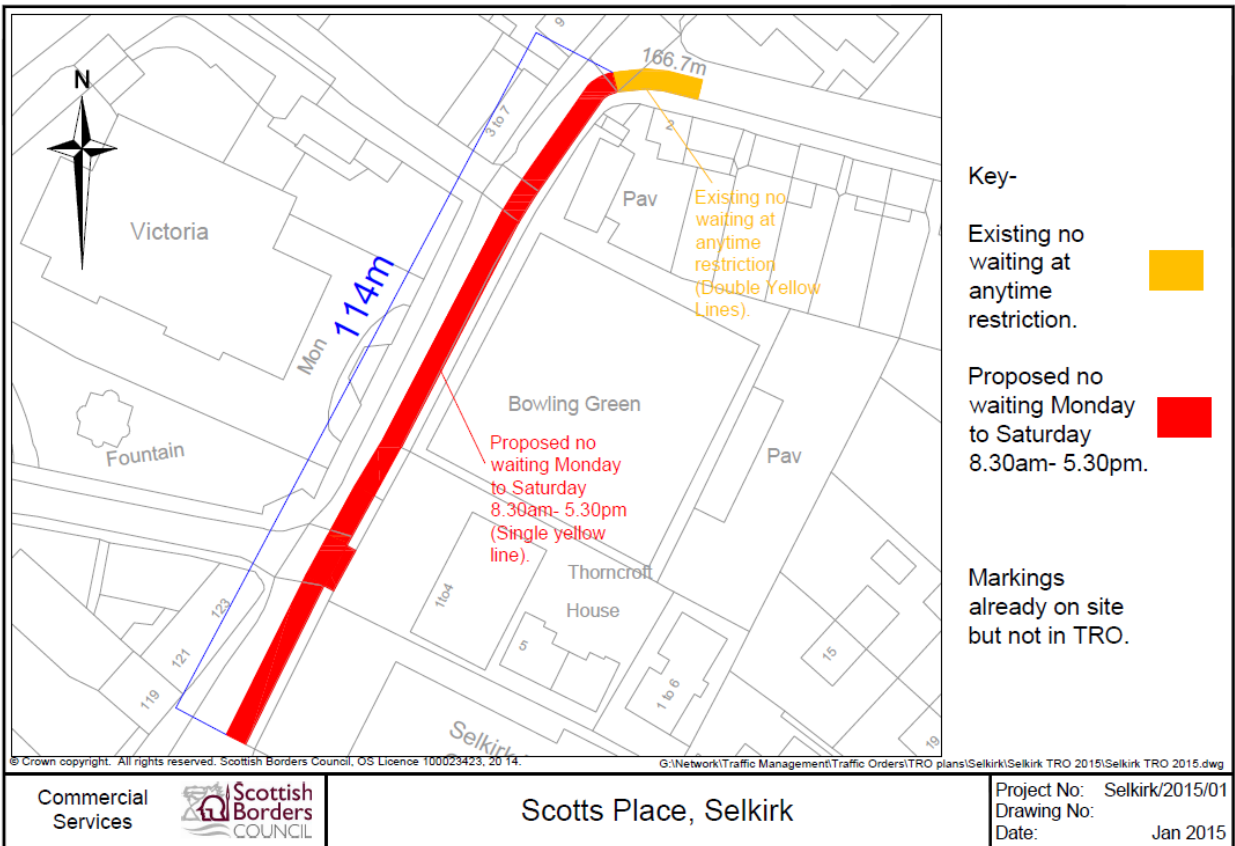 9
166.7m
N
3 to 7
2
Pav
Victoria
Existing no
waiting at
anytime
restriction
(Double Yellow
Lines).
114m
Mon
Bowling Green
Fountain
Pav
Proposed no
waiting Monday
to Saturday
8.30am- 5.30pm
(Single yellow
line).
Thorncroft
House
1to4
123
5
121
15
119
1 to 6
Selkirk
19
Key-
Existing no
waiting at
anytime
restriction.
Proposed no
waiting Monday
to Saturday
8.30am- 5.30pm.
Markings
already on site
but not in TRO.
© Crown copyright. All rights reserved. Scottish Borders Council, OS Licence 100023423, 20 14.
G:\Network\Traffic Management\Traffic Orders\TRO plans\Selkirk\Selkirk TRO 2015\Selkirk TRO 2015.dwg
Commercial
Services
Scottish
Borders
COUNCIL
Scotts Place, Selkirk
Project No: Selkirk/2015/01
Drawing No:
Date: Jan 2015